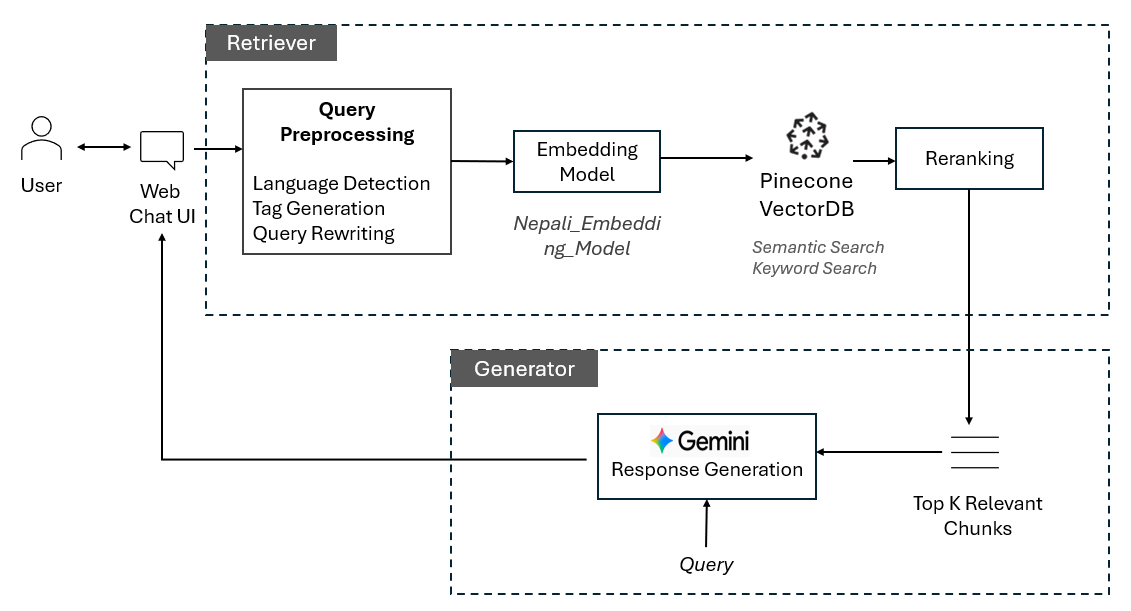 Retriever
Query
Preprocessing
Language Detection
Tag Generation
Query Rewriting
User
Web
Chat UI
Embedding
Model
Nepali_Embeddi
ng_Model
Pinecone
VectorDB
Semantic Search
Keyword Search
Reranking
Generator
Gemini
Response Generation
Query
Top K Relevant
Chunks